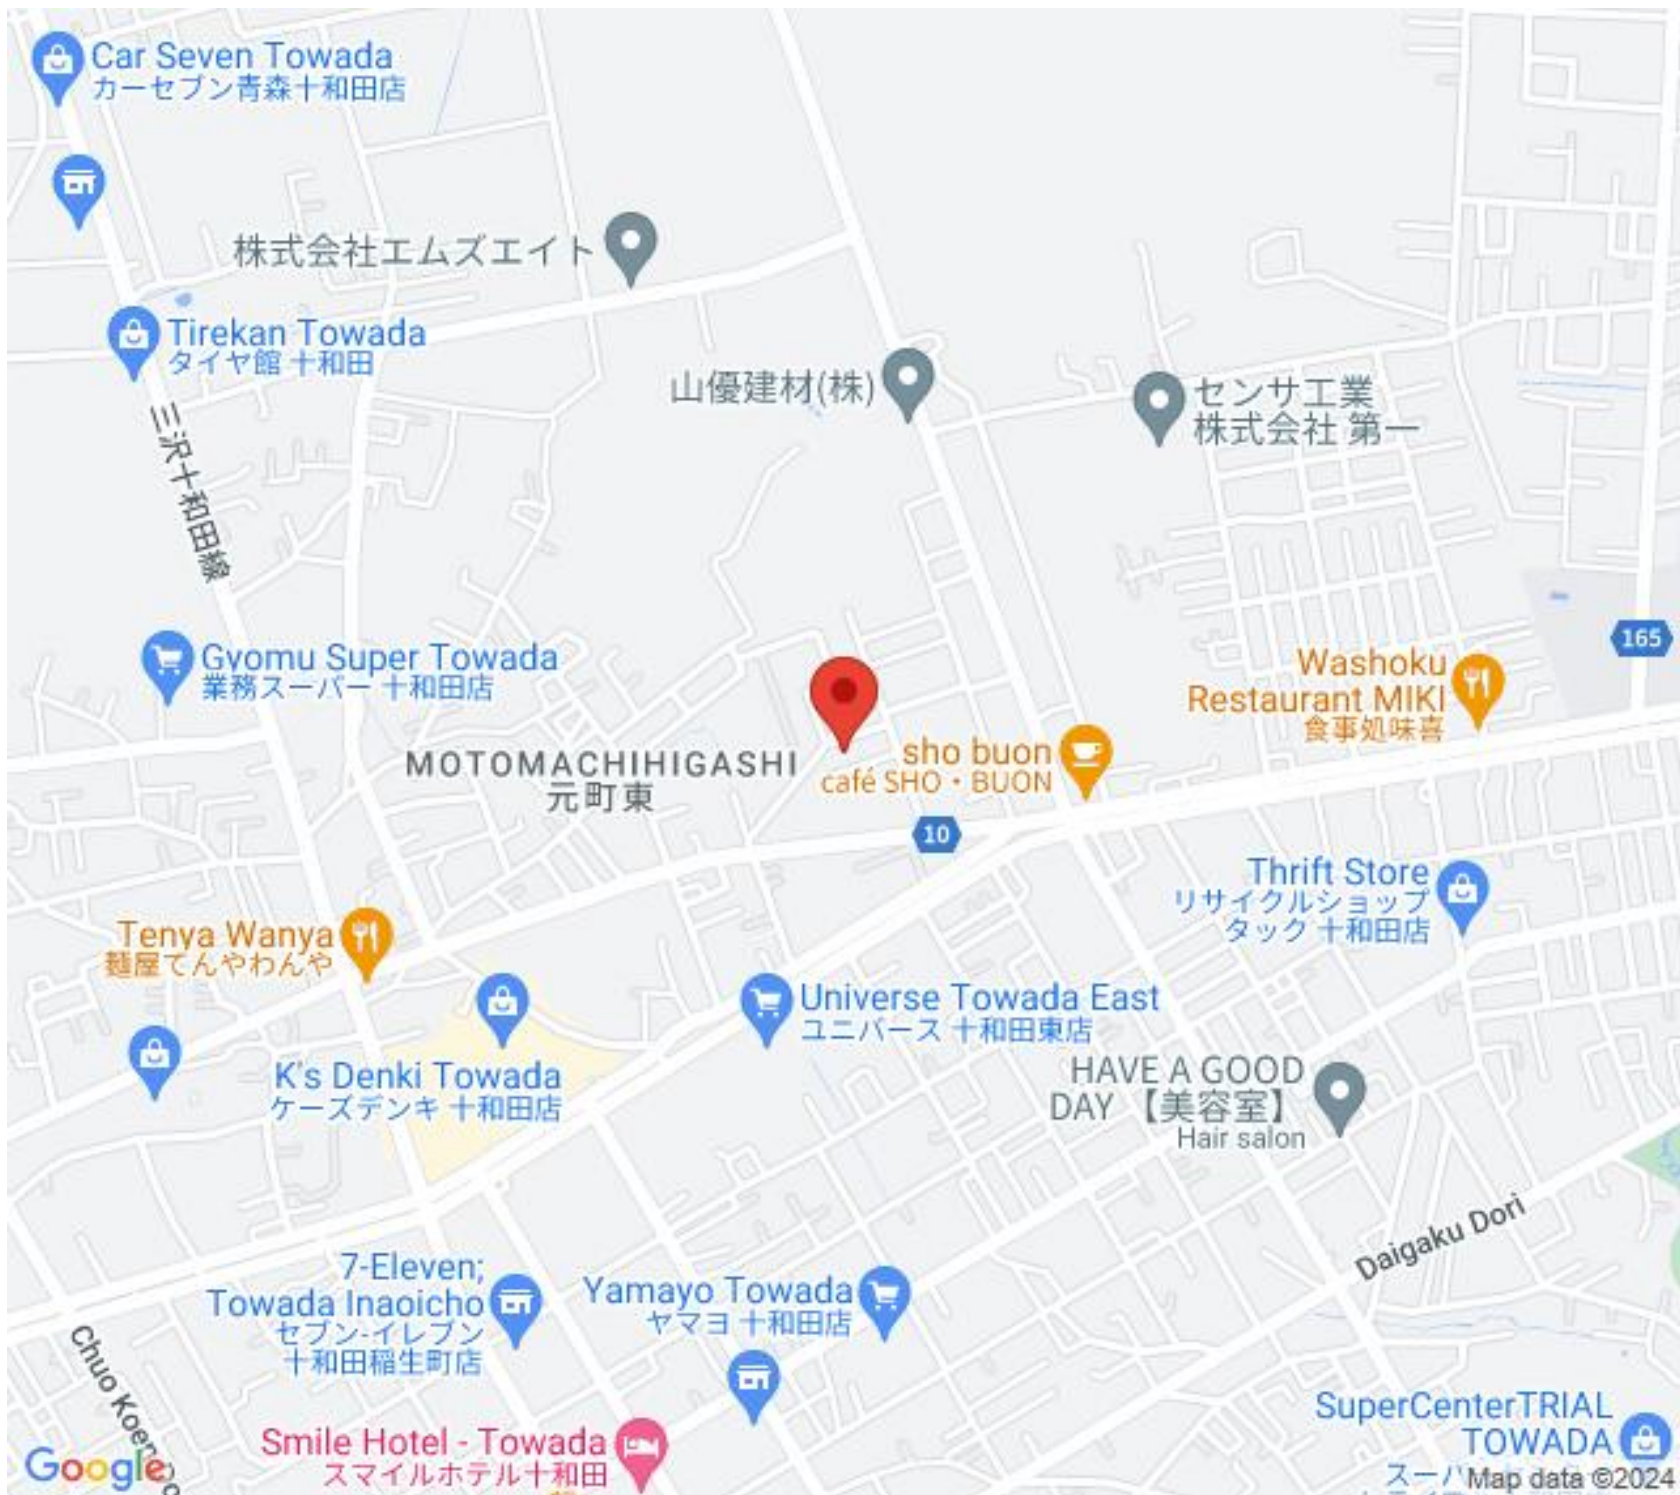 Car Seven Towada
カーセブン青森十和田店
株式会社エムズエイト
Tirekan Towada
タイヤ館 十和田
山優建材(株)
センサ工業
株式会社 第一
三沢十和田線
165
Gyomu Super Towada
業務スーパー 十和田店
Washoku
Restaurant MIKI
食事処味喜
MOTOMACHIHIGASHI
元町東
sho buon
café SHO・BUON
10
Thrift Store
リサイクルショップ
タック 十和田店
Tenya Wanya
麺屋てんやわんや
Universe Towada East
ユニバース 十和田東店
K's Denki Towada
ケーズデンキ 十和田店
HAVE A GOOD
DAY 【美容室】
Hair salon
Daigaku Dori
7-Eleven;
Towada Inaoicho
セブン-イレブン
十和田稲生町店
Yamayo Towada
ヤマヨ 十和田店
Chuo
Smile Hotel - Towada
スマイルホテル十和田
SuperCenterTRIAL
TOWADA
Google
Map data ©2024